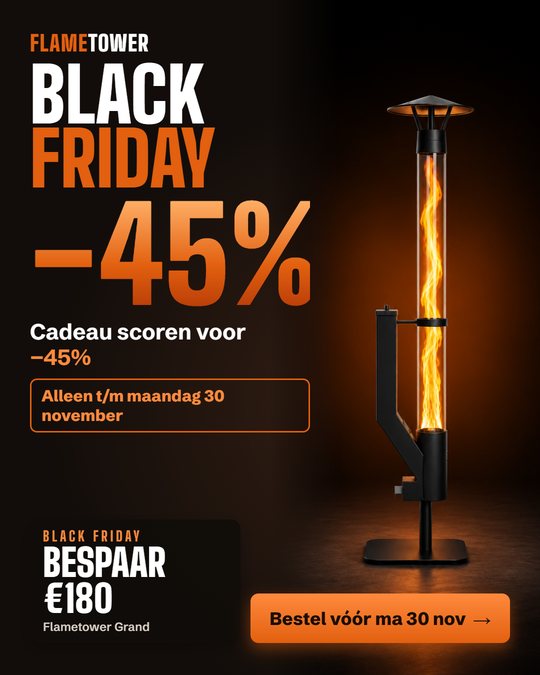 FLAMETOWER
BLACK
FRIDAY
–45%
Cadeau scoren voor
–45%
Alleen t/m maandag 30
november
BLACK FRIDAY
BESPAAR
€180
Flametower Grand
Bestel vóór ma 30 nov →